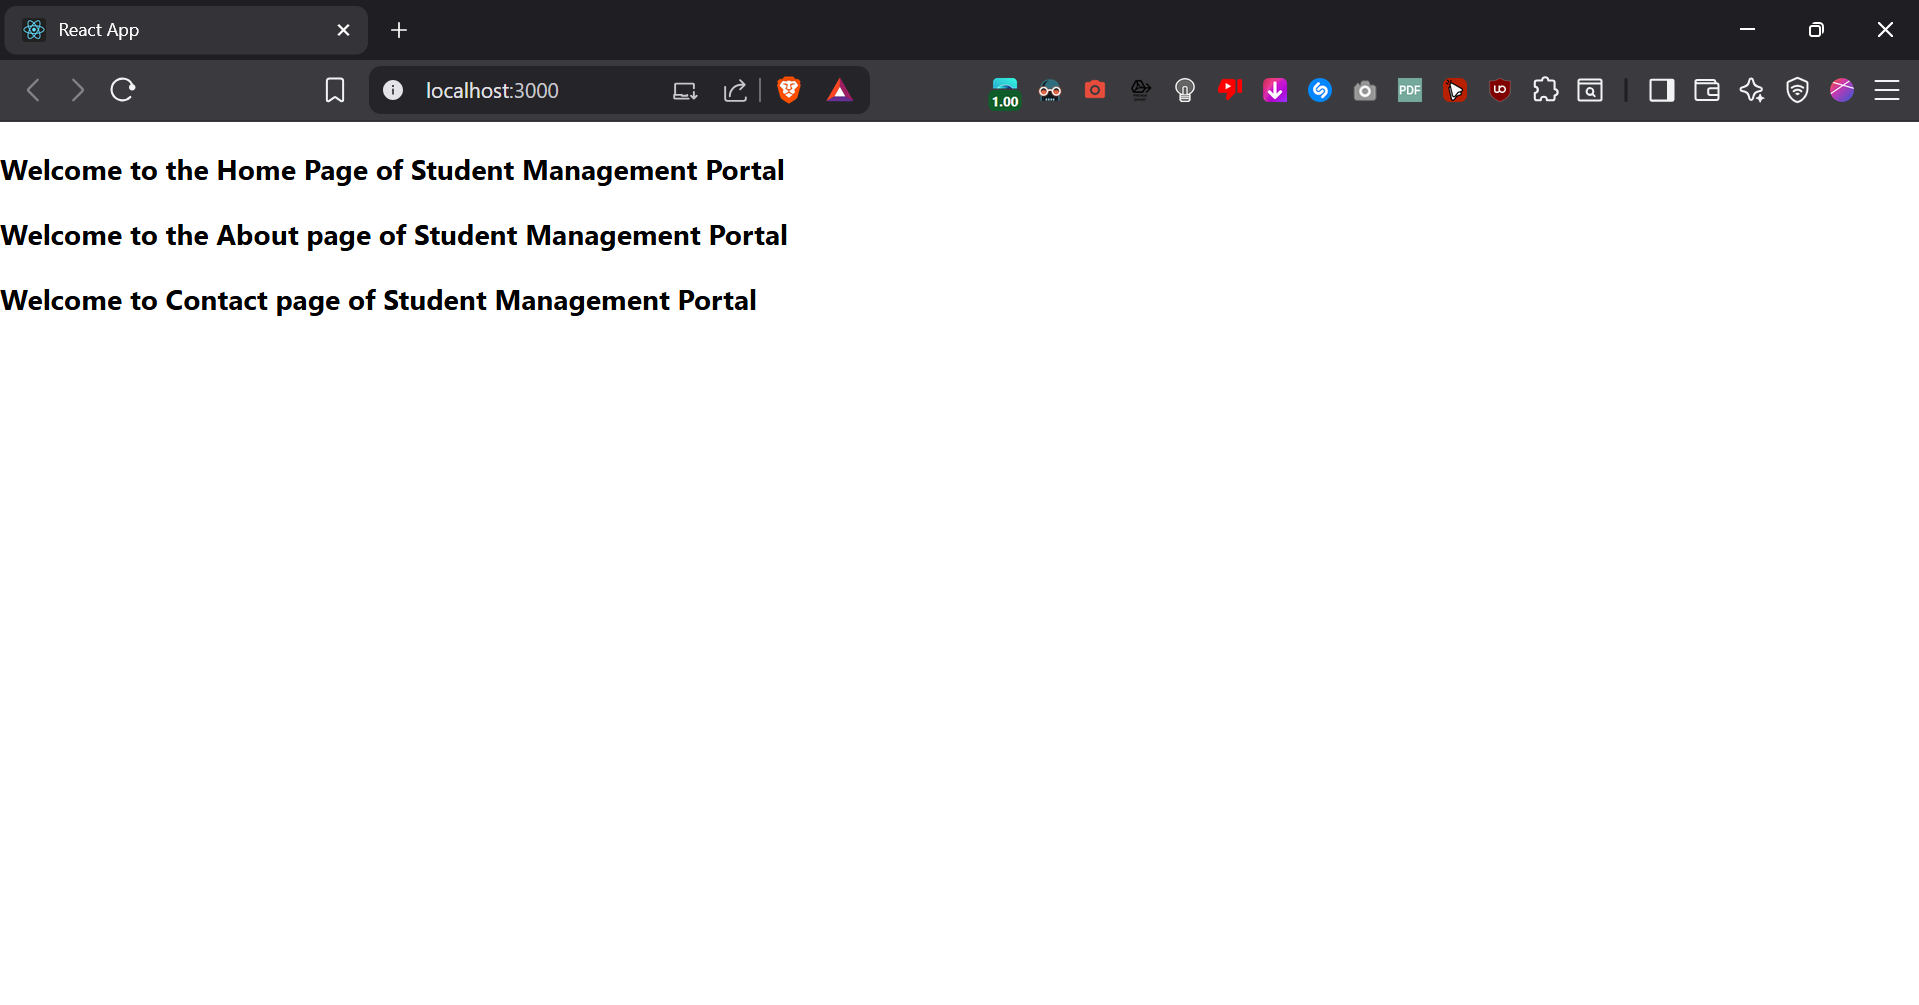 React App
localhost:3000
1.00
PDF
UO
Welcome to the Home Page of Student Management Portal
Welcome to the About page of Student Management Portal
Welcome to Contact page of Student Management Portal